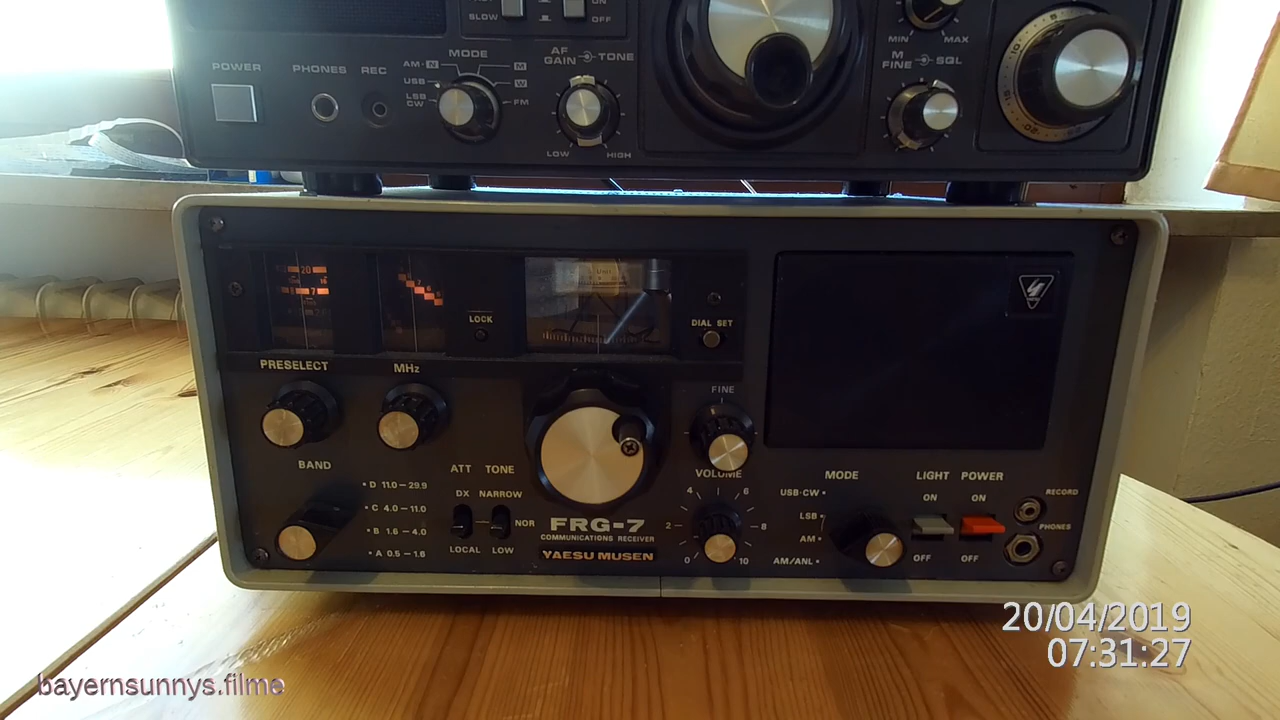 SLOW
ON
OFF
POWER
PHONES
REC
MODE
AM - N
M
USB
W
LSB
CW
FM
AF
GAIN
TONE
LOW
HIGH
MIN
MAX
M
FINE
SQL
20
LOCK
DIAL SET
PRESELECT
MHz
FINE
BAND
D 11.0 – 29.9
C 4.0 – 11.0
B 1.6 – 4.0
A 0.5 – 1.6
ATT TONE
DX NARROW
NOR
LOCAL LOW
FRG-7
COMMUNICATIONS RECEIVER
YAESU MUSEN
VOLUME
4 6
2 8
0 10
MODE
USB·CW
LSB
AM
AM/ANL
LIGHT POWER
ON ON
OFF OFF
RECORD
PHONES
20/04/2019
07:31:27
bayernsunnys.filme